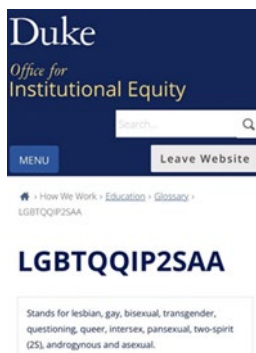 Duke
Office for
Institutional Equity
Search...
MENU
Leave Website
› How We Work › Education › Glossary ›
LGBTQQIP2SAA
LGBTQQIP2SAA
Stands for lesbian, gay, bisexual, transgender,
questioning, queer, intersex, pansexual, two-spirit
(2S), androgynous and asexual.